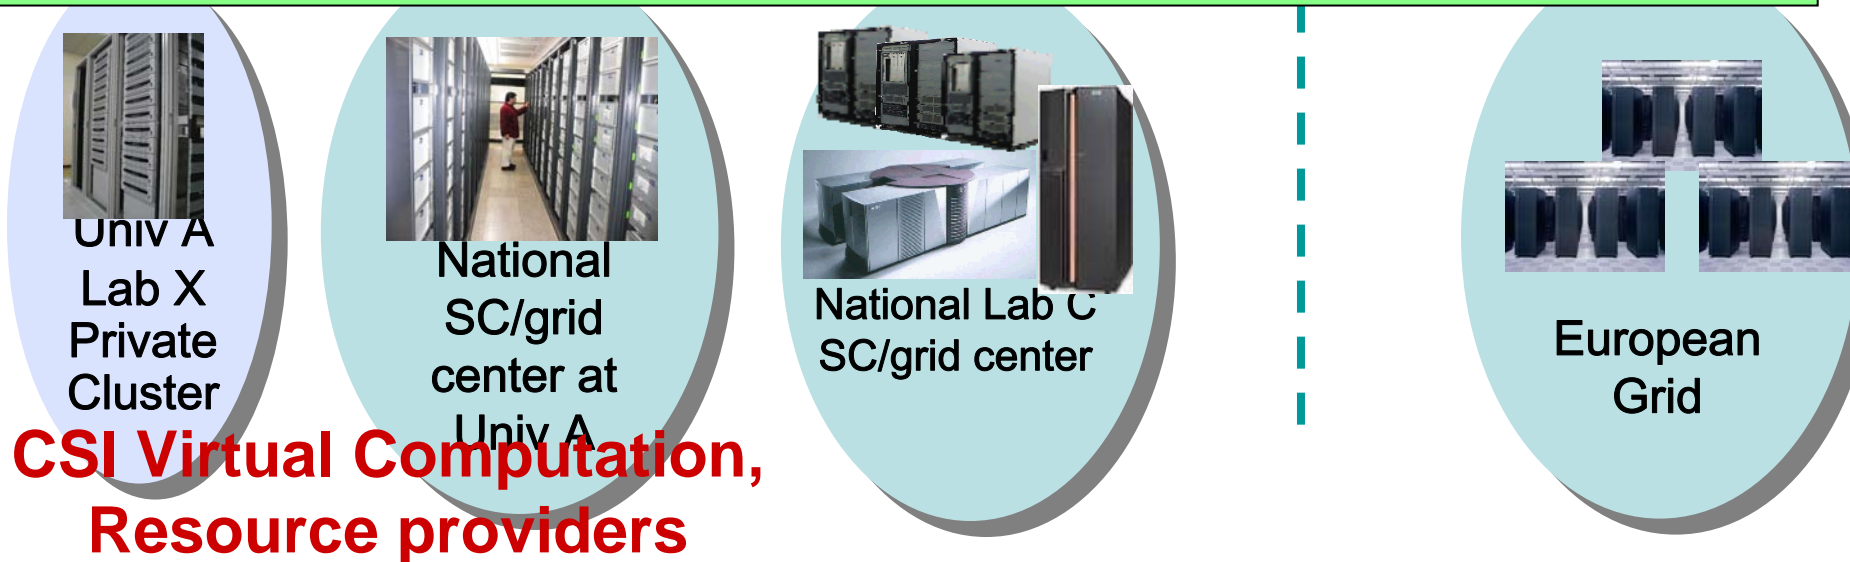 Univ A
Lab X
Private
Cluster
National
SC/grid
center at
Univ A
National Lab C
SC/grid center
European
Grid
CSI Virtual Computation,
Resource providers